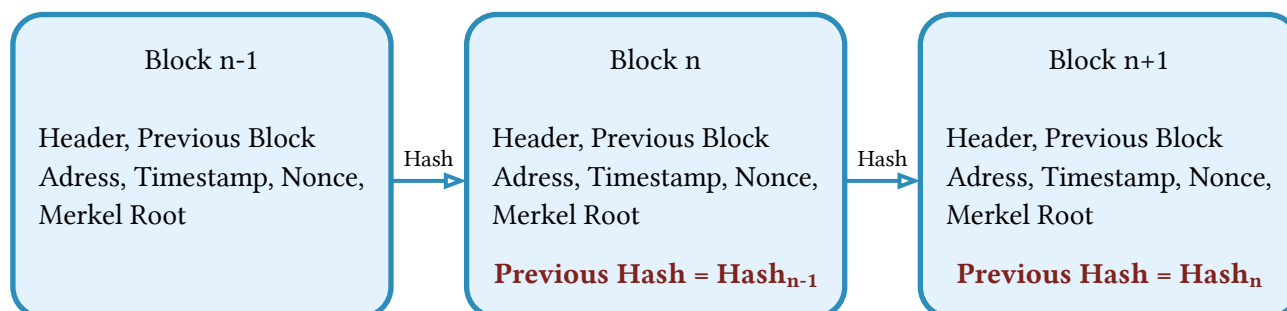 Block n-1
Header, Previous Block
Adress, Timestamp, Nonce,
Merkel Root
Hash
Block n
Header, Previous Block
Adress, Timestamp, Nonce,
Merkel Root
Previous Hash = Hashn-1
Hash
Block n+1
Header, Previous Block
Adress, Timestamp, Nonce,
Merkel Root
Previous Hash = Hashn